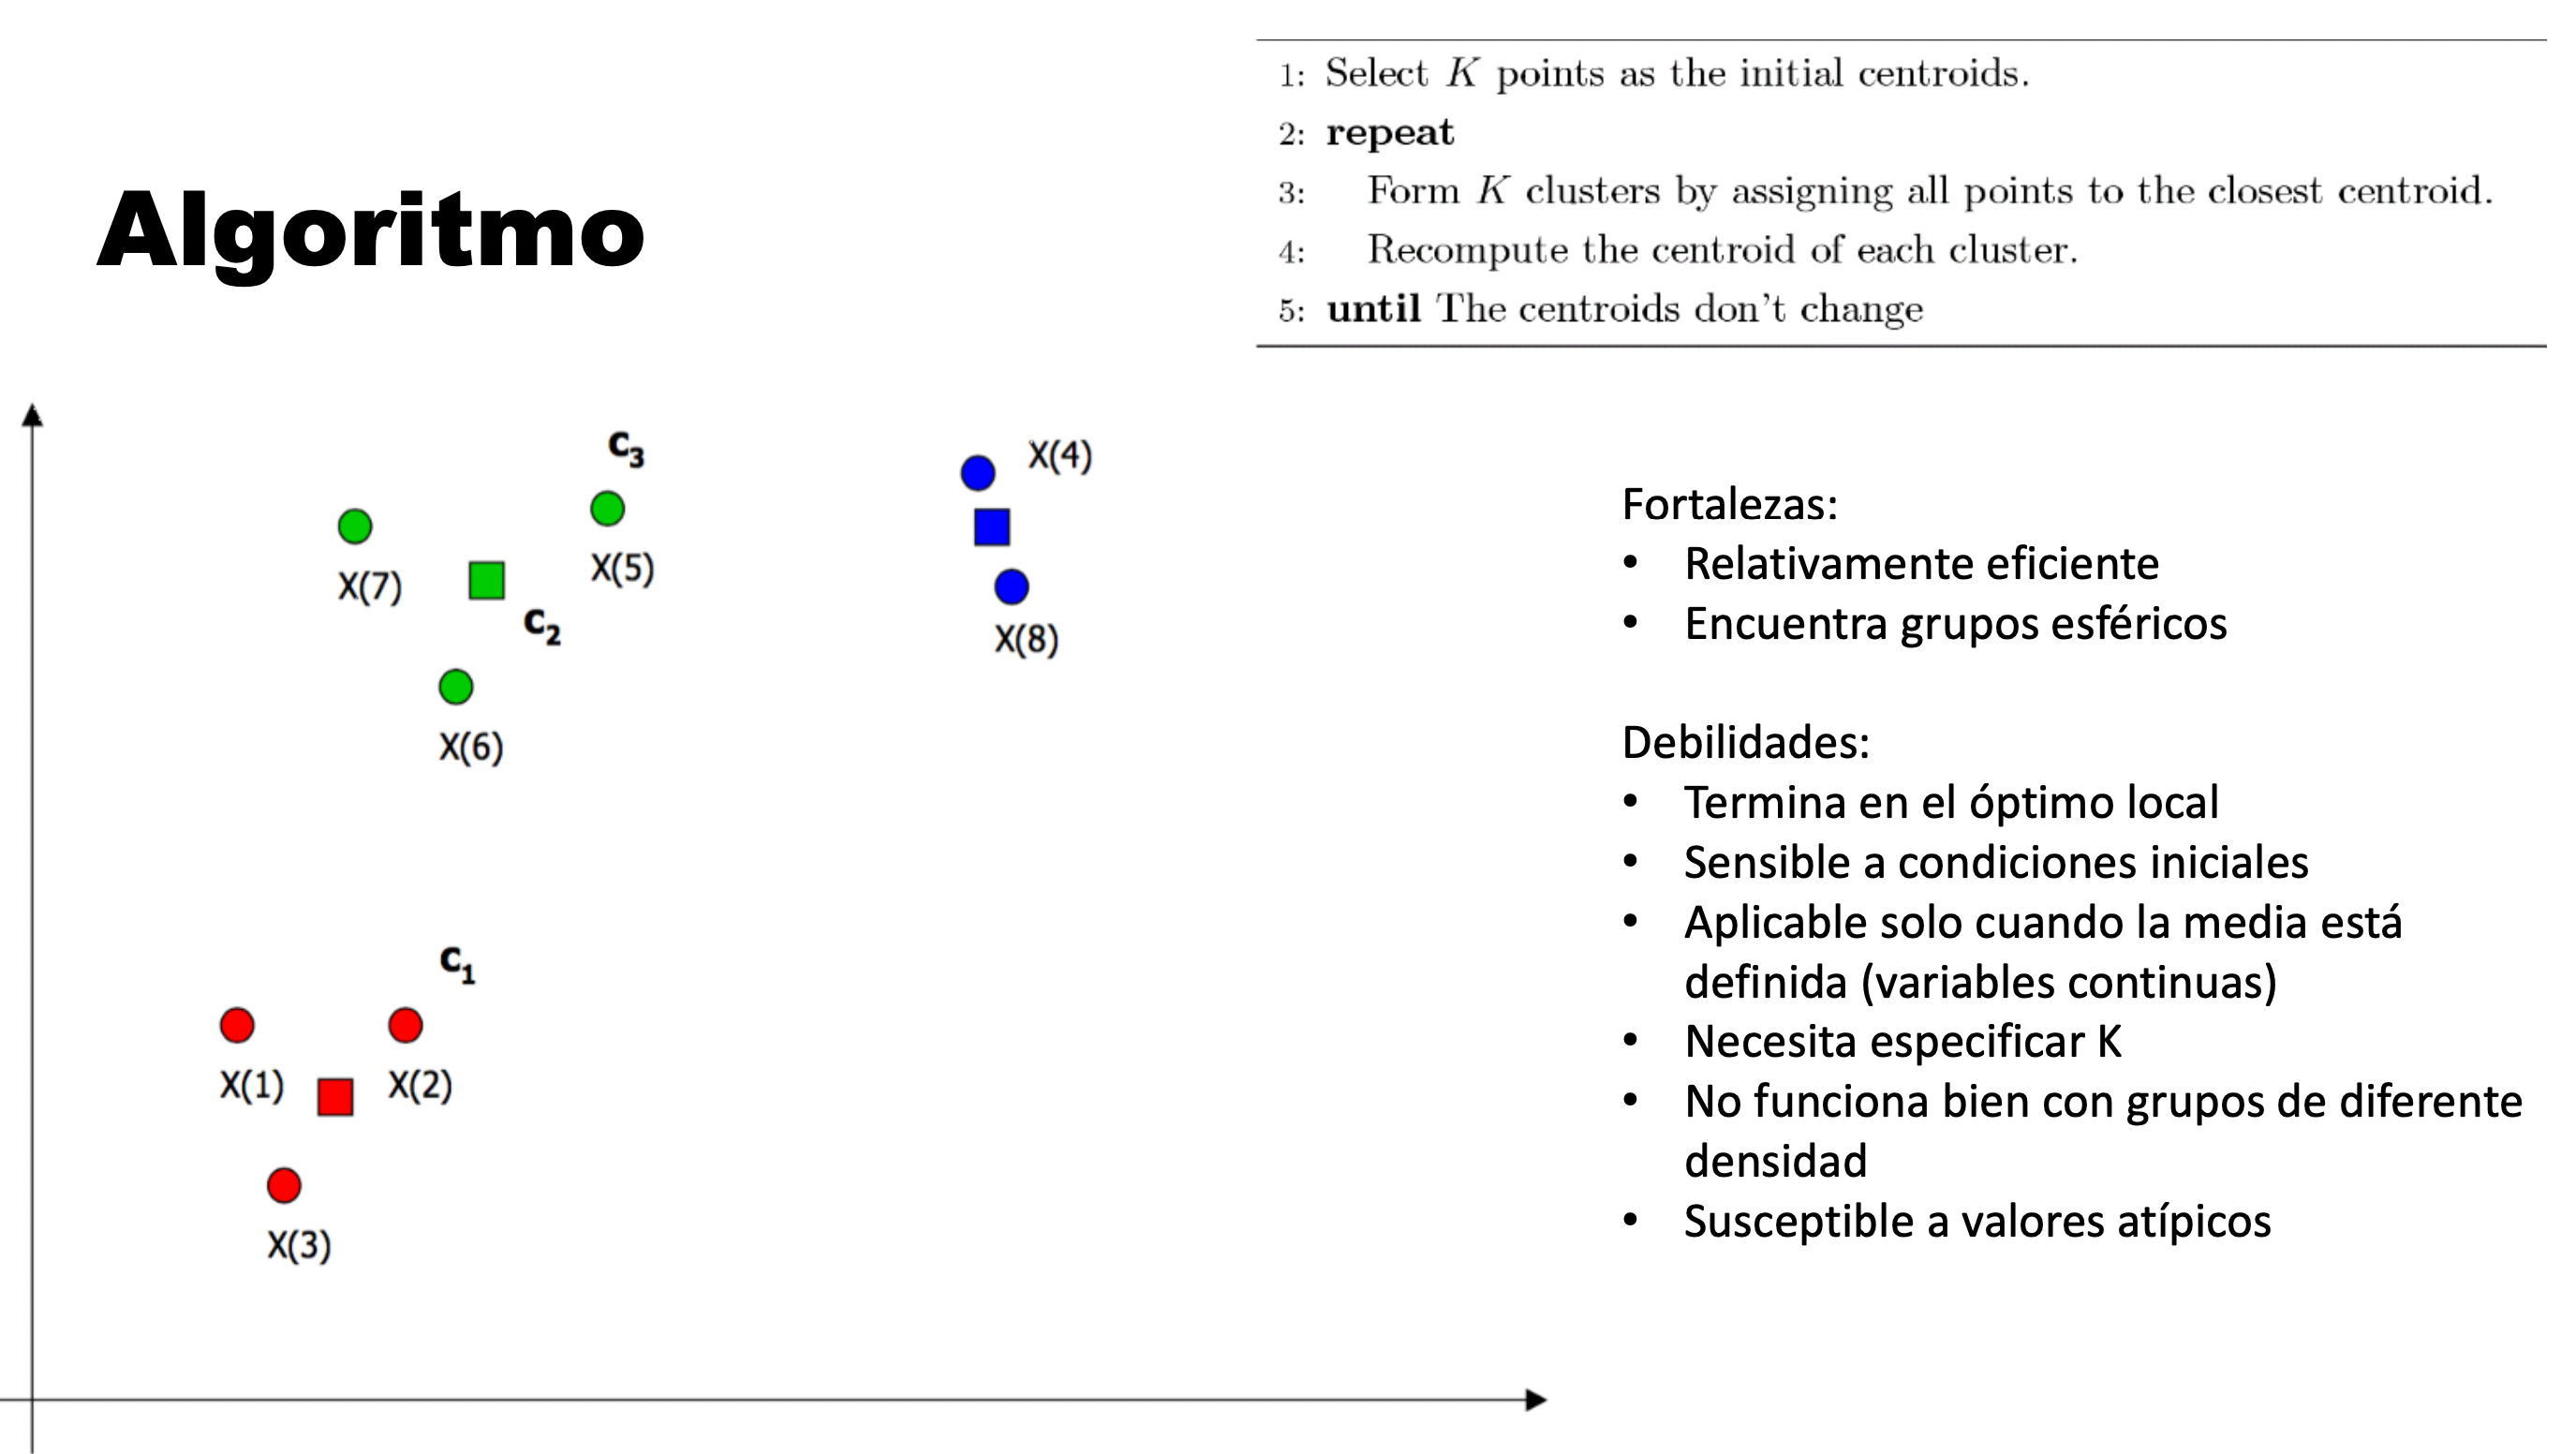 1: Select K points as the initial centroids.
2: repeat
3: Form K clusters by assigning all points to the closest centroid.
4: Recompute the centroid of each cluster.
5: until The centroids don't change
Algoritmo
c₃
X(4)
X(7)
X(5)
c₂
X(8)
X(6)
c₁
X(1)
X(2)
X(3)
Fortalezas:
• Relativamente eficiente
• Encuentra grupos esféricos
Debilidades:
• Termina en el óptimo local
• Sensible a condiciones iniciales
• Aplicable solo cuando la media está
definida (variables continuas)
• Necesita especificar K
• No funciona bien con grupos de diferente
densidad
• Susceptible a valores atípicos